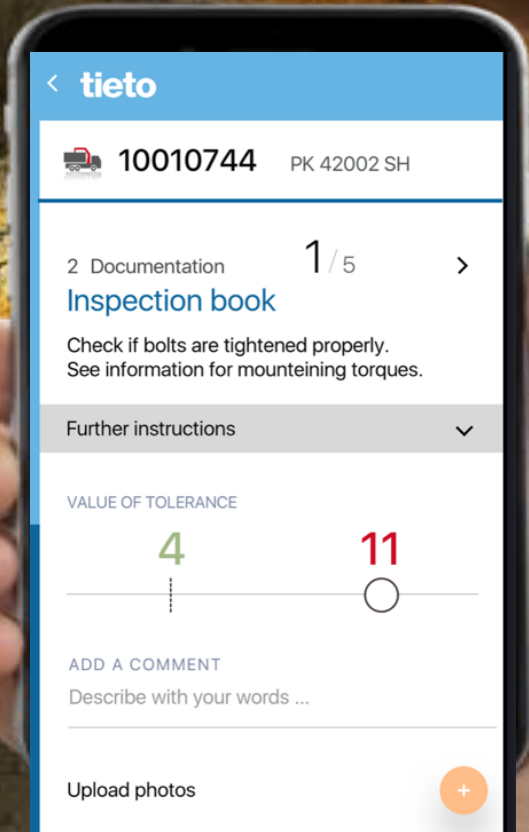 tieto
10010744 PK 42002 SH
2 Documentation 1/5
Inspection book
Check if bolts are tightened properly.
See information for mounteining torques.
Further instructions
VALUE OF TOLERANCE
4 11
ADD A COMMENT
Describe with your words ...
Upload photos